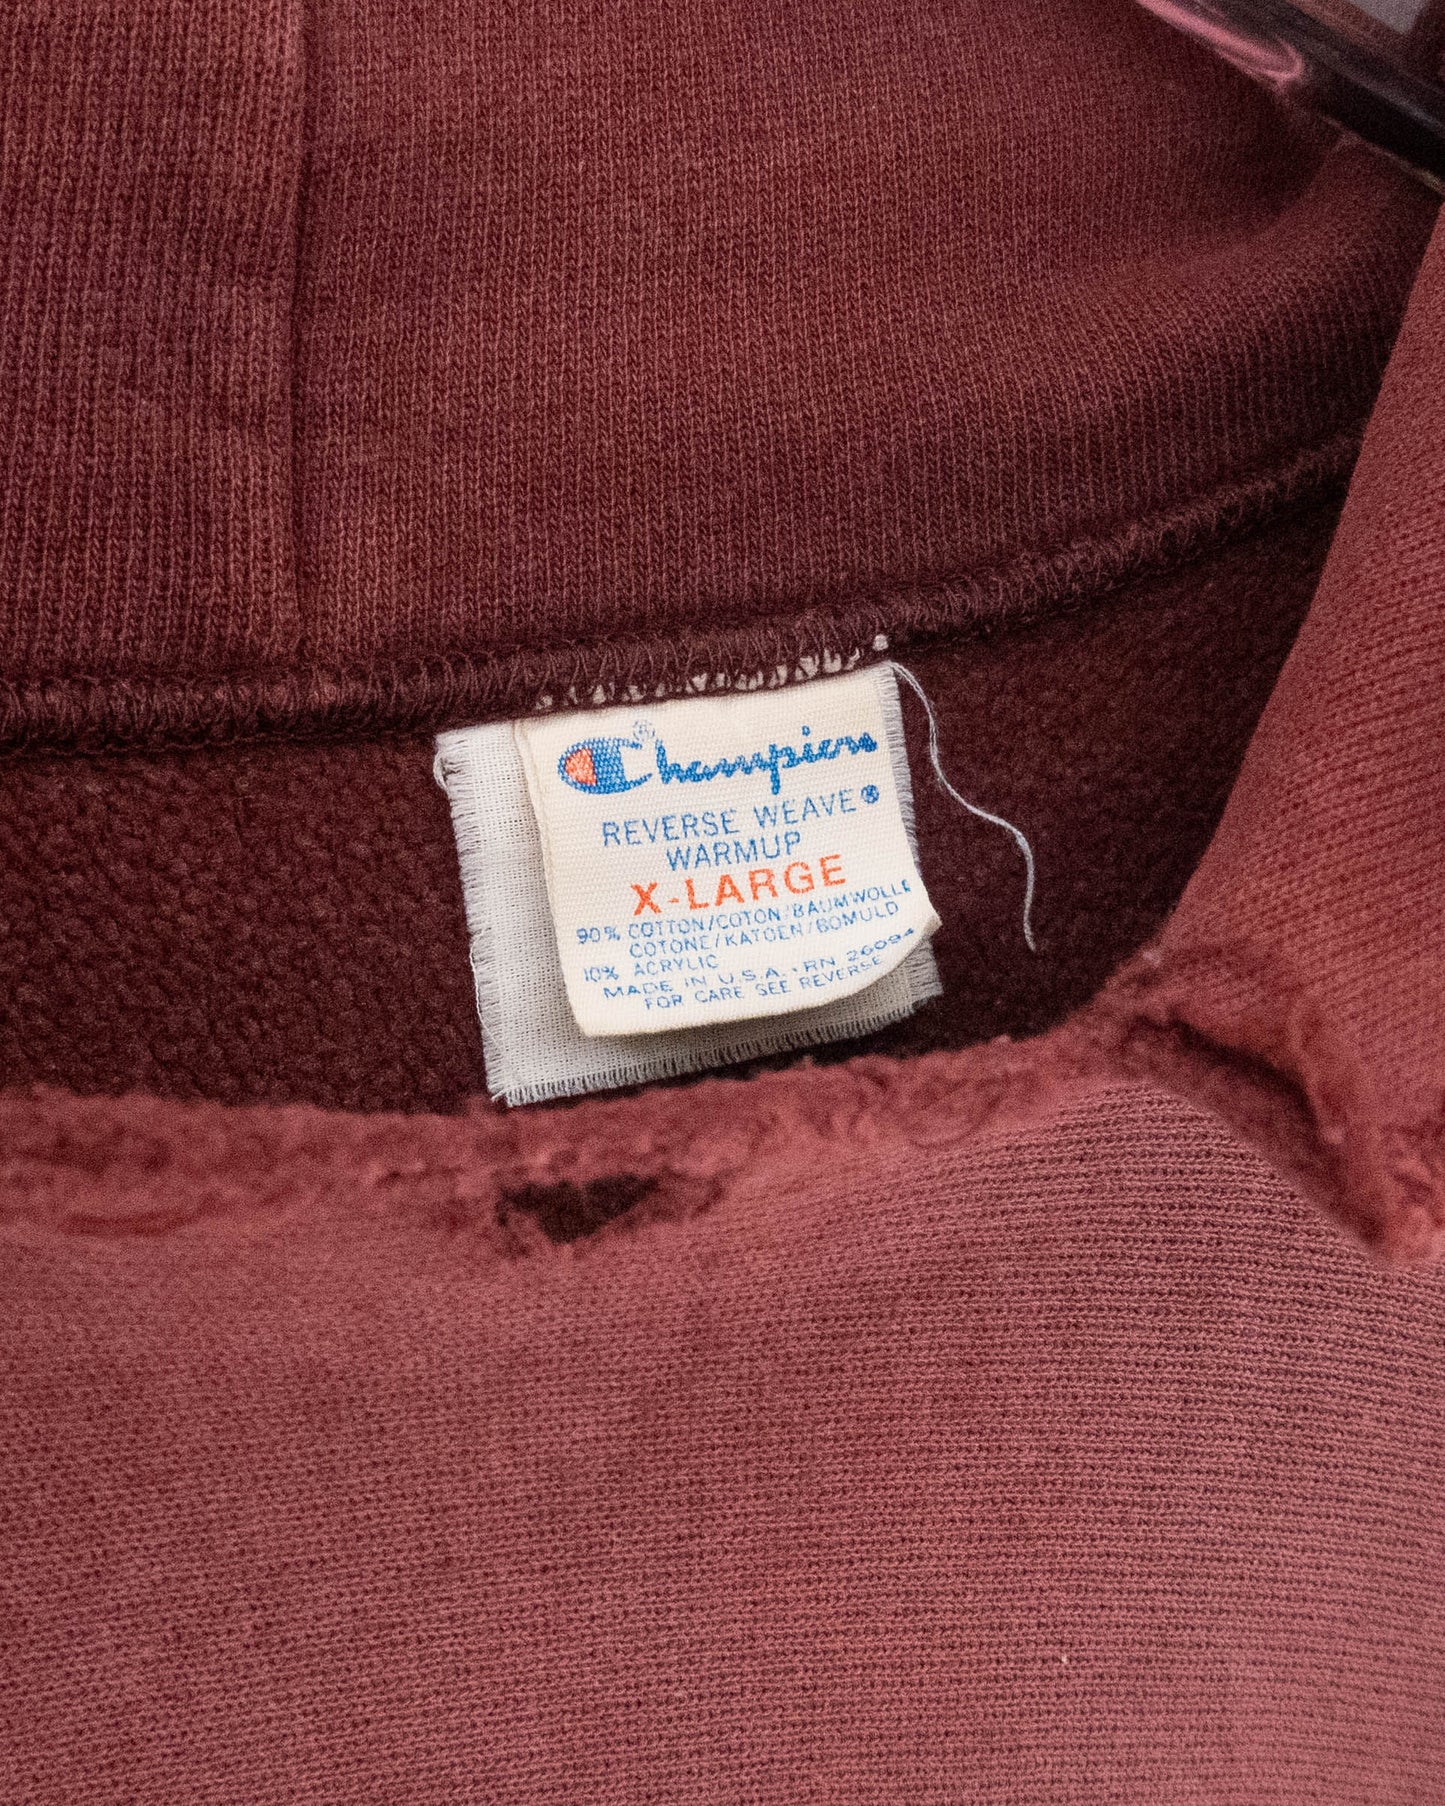 Champion®
REVERSE WEAVE®
WARMUP
X-LARGE
90% COTTON/COTON/BAUMWOLLE
COTONE/KATOEN/BOMULD
10% ACRYLIC
MADE IN U.S.A. · RN 26094
FOR CARE SEE REVERSE